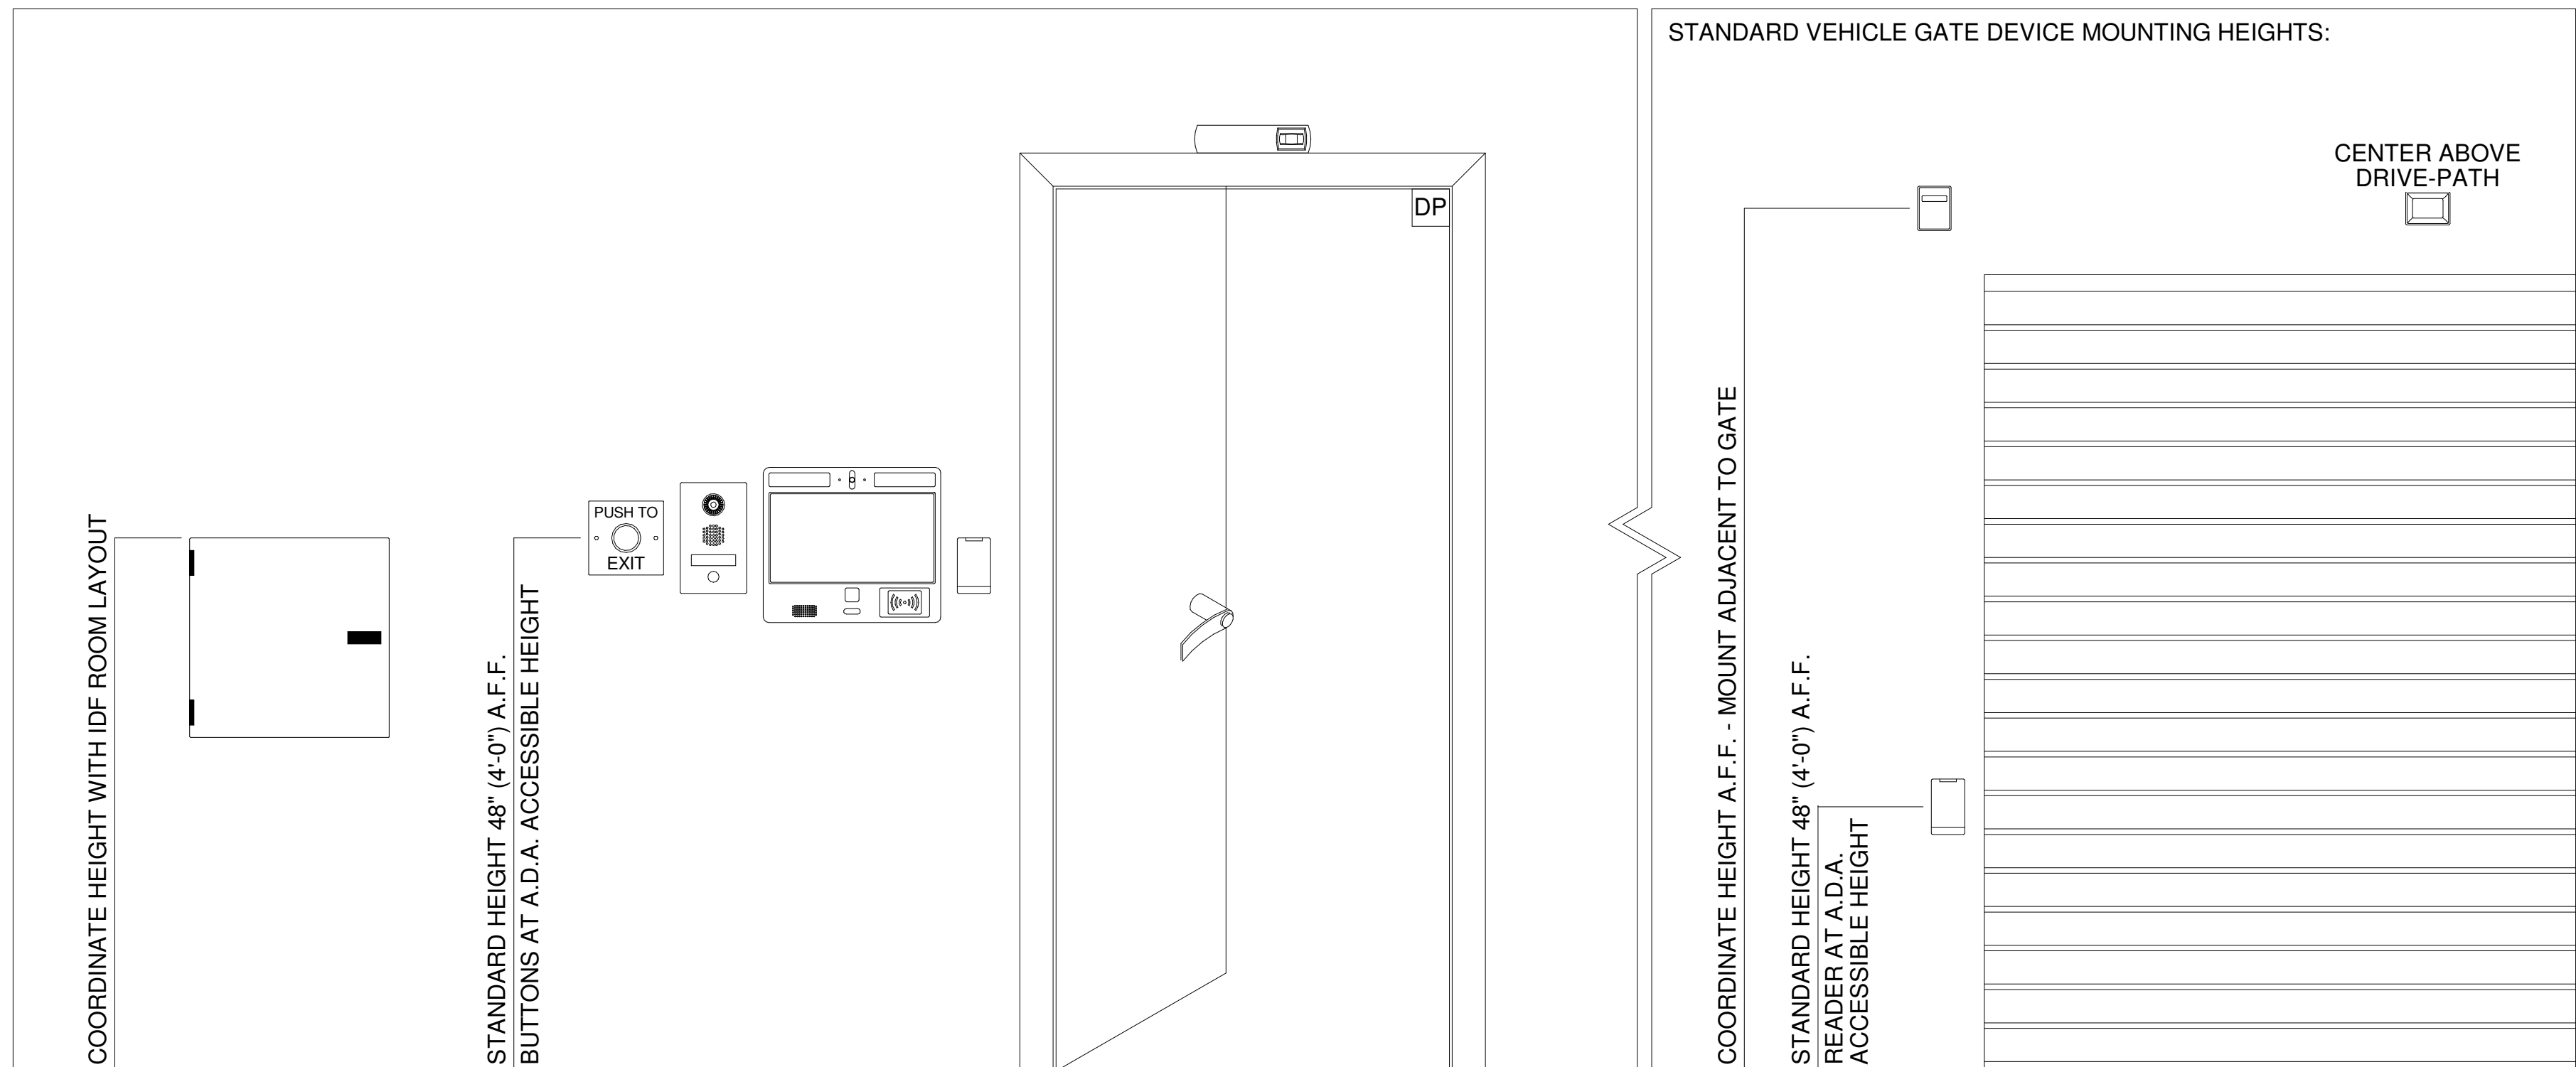 STANDARD VEHICLE GATE DEVICE MOUNTING HEIGHTS:
CENTER ABOVE
DRIVE-PATH
DP
PUSH TO
EXIT
COORDINATE HEIGHT WITH IDF ROOM LAYOUT
STANDARD HEIGHT 48" (4'-0") A.F.F.
BUTTONS AT A.D.A. ACCESSIBLE HEIGHT
COORDINATE HEIGHT A.F.F. - MOUNT ADJACENT TO GATE
STANDARD HEIGHT 48" (4'-0") A.F.F.
READER AT A.D.A.
ACCESSIBLE HEIGHT